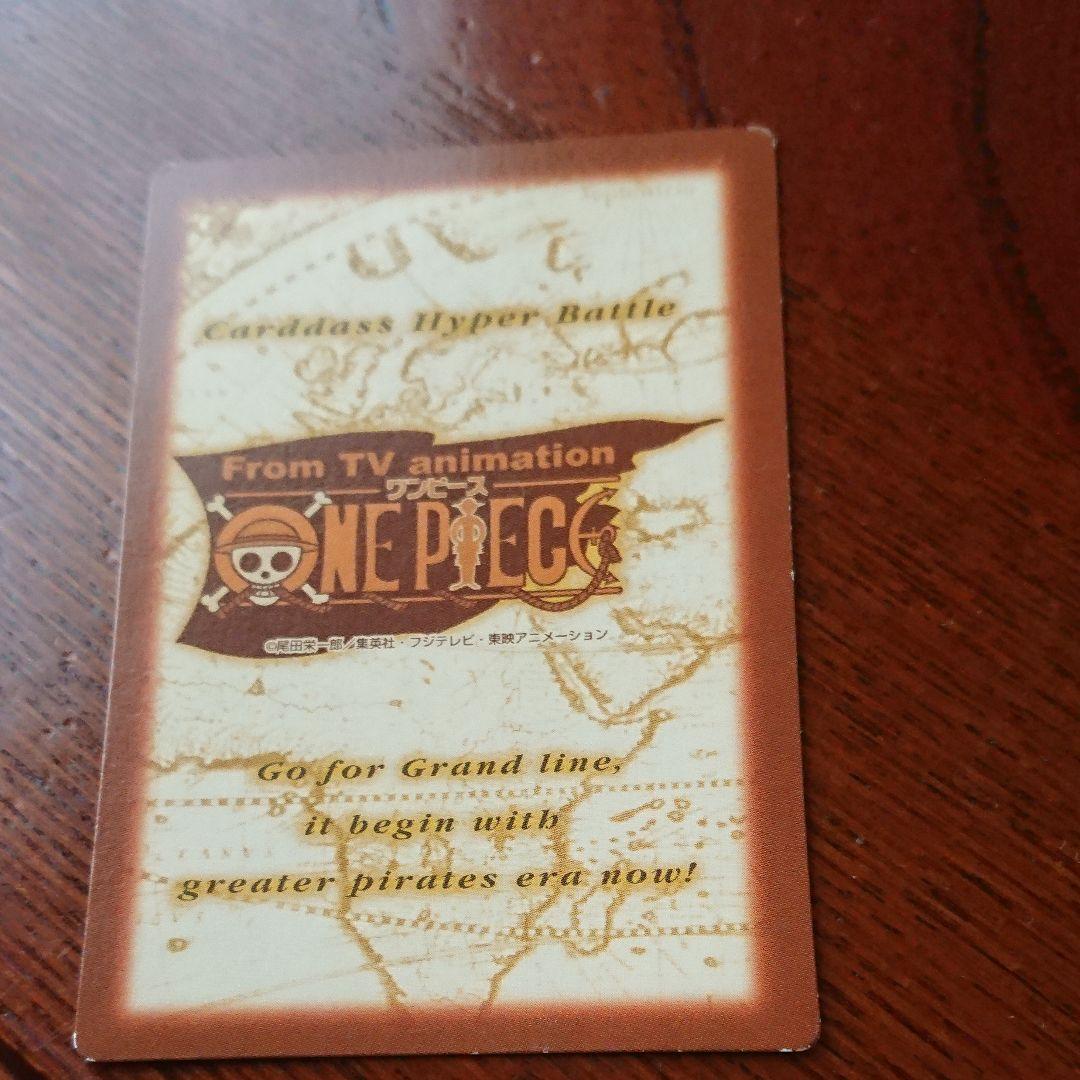 Carddass Hyper Battle
From TV animation
ワンピース
ONE PIECE
©尾田栄一郎／集英社・フジテレビ・東映アニメーション
Go for Grand line,
it begin with
greater pirates era now!